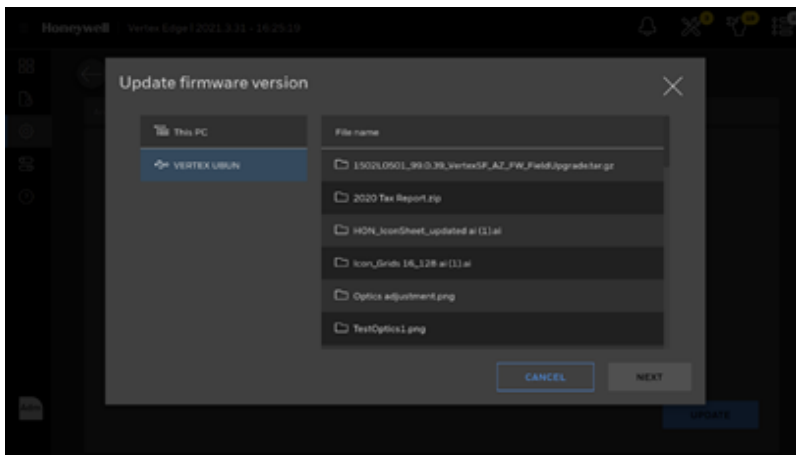 Honeywell Vertex Edge | 2021.3.31 - 16:25:19
Update firmware version
This PC
File name
VERTEX UBUN
1502L0501_99.0.39_VertexSP_AZ_FW_FieldUpgrade.tar.gz
2020 Tax Report.zip
HON_IconSheet_updated ai (1).ai
Icon_Grids 16_128 ai (1).ai
Optics adjustment.png
TestOptics1.png
CANCEL
NEXT
Adm
UPDATE